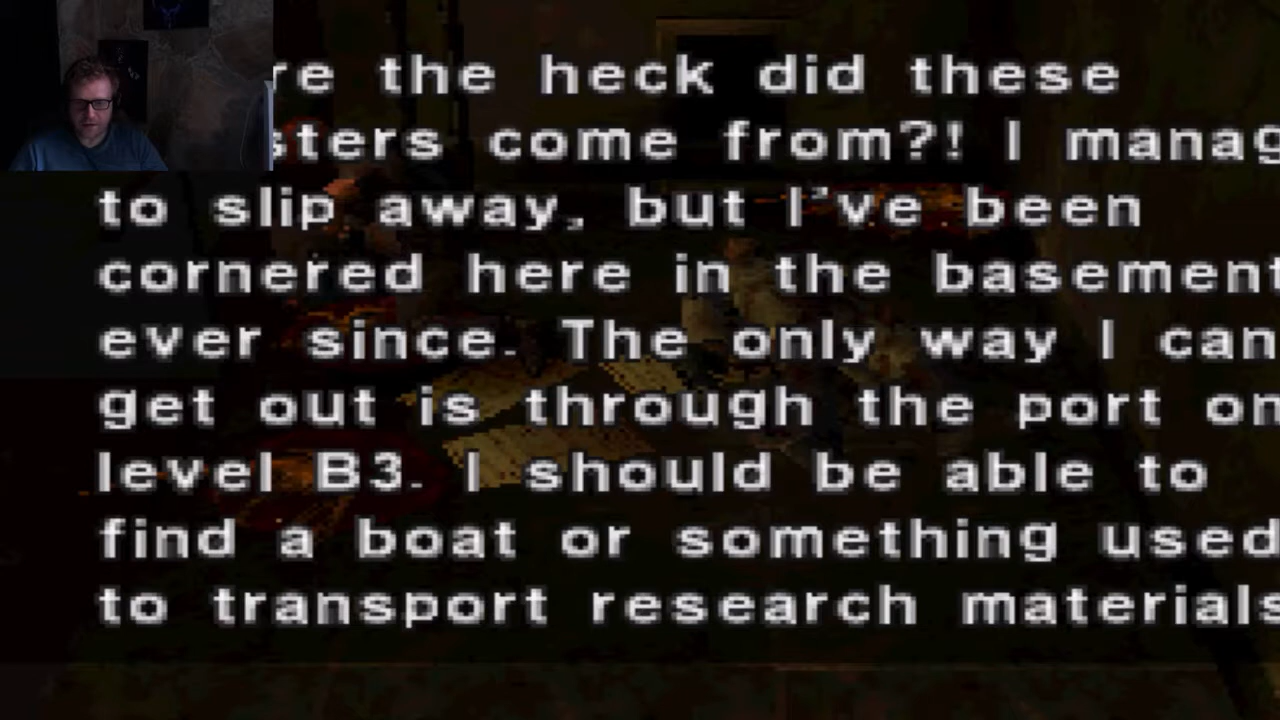 re the heck did these
sters come from?! I manag
to slip away, but I've been
cornered here in the basement
ever since. The only way I can
get out is through the port on
level B3. I should be able to
find a boat or something used
to transport research materials